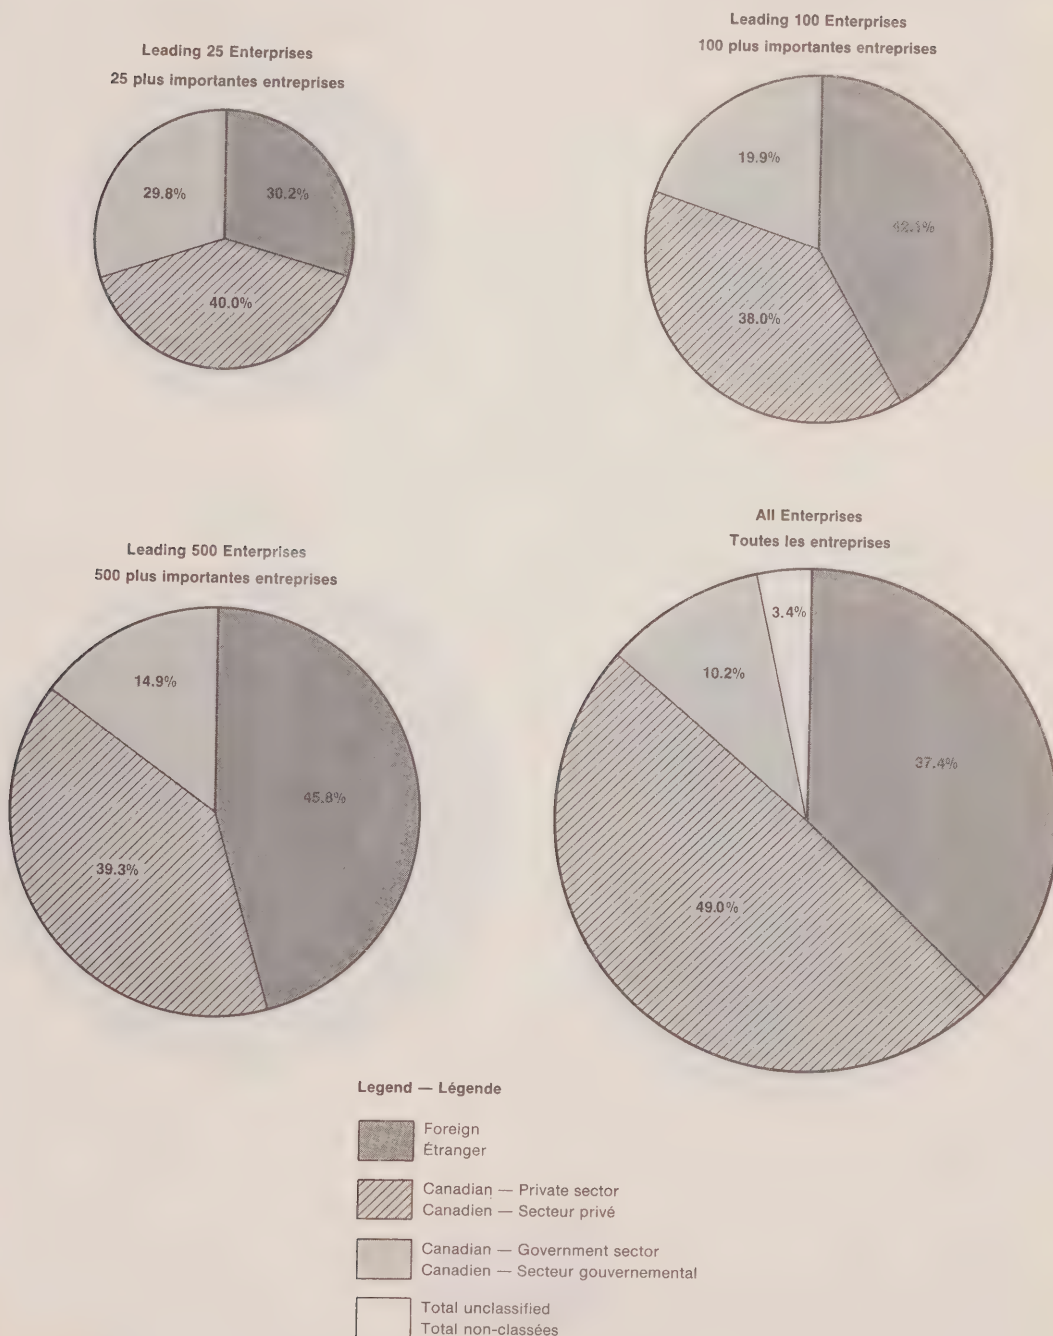 Leading 25 Enterprises
25 plus importantes entreprises
29.8%
30.2%
40.0%
Leading 100 Enterprises
100 plus importantes entreprises
19.9%
42.1%
38.0%
Leading 500 Enterprises
500 plus importantes entreprises
14.9%
45.8%
39.3%
All Enterprises
Toutes les entreprises
3.4%
10.2%
37.4%
49.0%
Legend — Légende
Foreign
Étranger
Canadian — Private sector
Canadien — Secteur privé
Canadian — Government sector
Canadien — Secteur gouvernemental
Total unclassified
Total non-classées